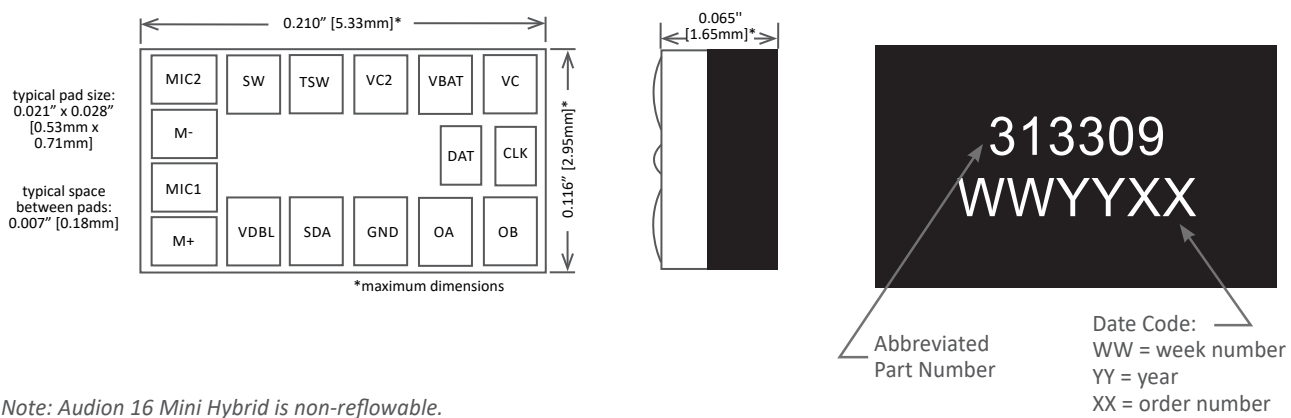 0.210” [5.33mm]*
0.065"
[1.65mm]*
typical pad size:
0.021” x 0.028”
[0.53mm x
0.71mm]
typical space
between pads:
0.007” [0.18mm]
MIC2 SW TSW VC2 VBAT VC
M-
DAT CLK
MIC1
M+ VDBL SDA GND OA OB
0.116” [2.95mm]*
*maximum dimensions
313309
WWYYXX
Abbreviated
Part Number
Date Code:
WW = week number
YY = year
XX = order number
Note: Audion 16 Mini Hybrid is non-reflowable.